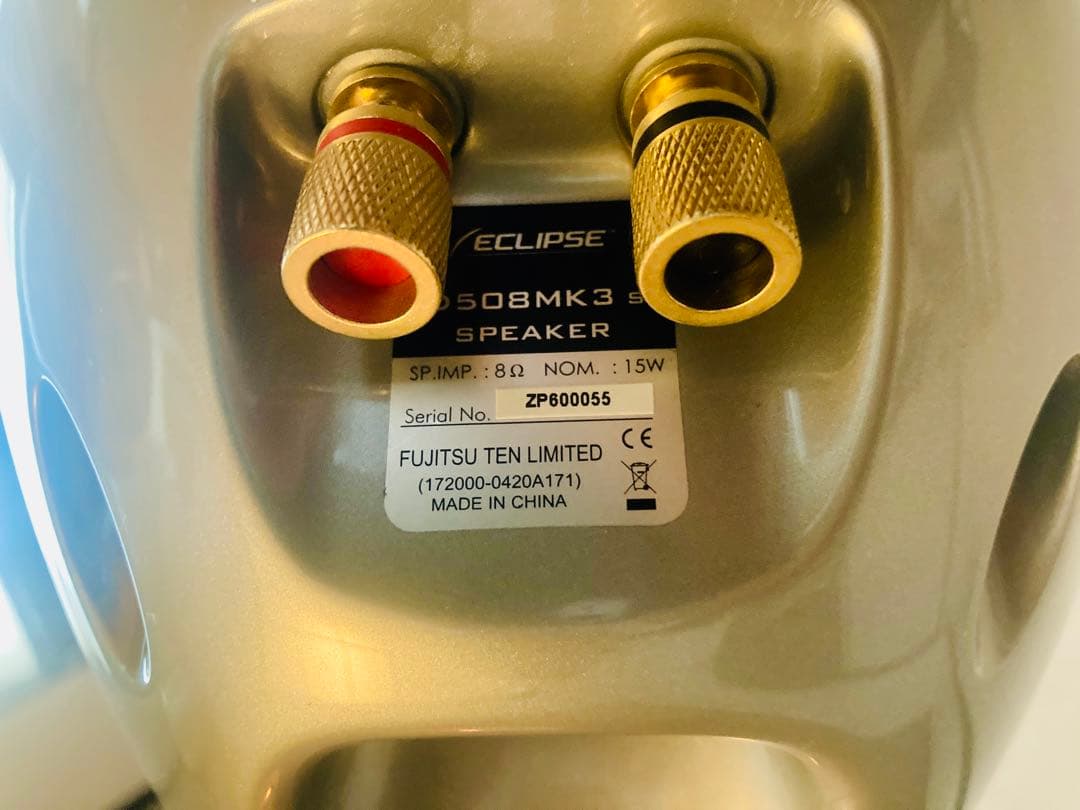 ECLIPSE
508MK3
SPEAKER
SP.IMP. : 8Ω NOM. : 15W
Serial No. ZP600055
FUJITSU TEN LIMITED
(172000-0420A171)
MADE IN CHINA
CE